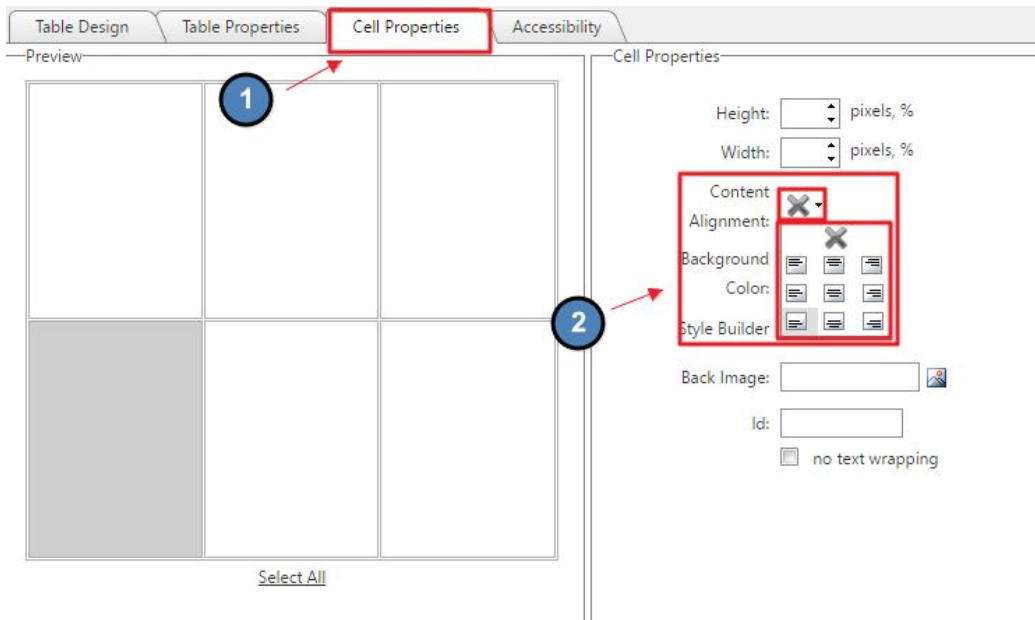 Table Design
Table Properties
Cell Properties
Accessibility
Preview
1
Select All
Cell Properties
Height: pixels, %
Width: pixels, %
Content
Alignment:
Background
Color:
2
Style Builder
Back Image:
Id:
no text wrapping